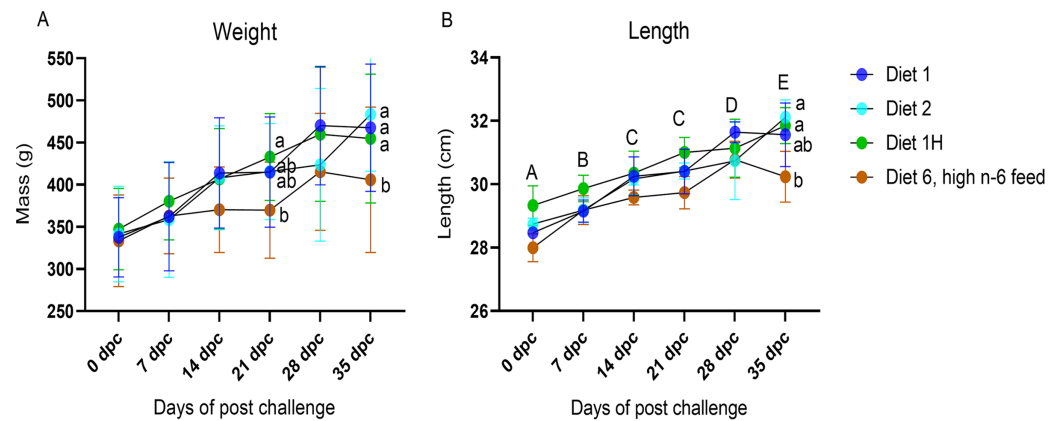 A
Weight
Mass (g)
550
500
450
400
350
300
250
a
ab
ab
b
a
a
a
b
0 dpc
7 dpc
14 dpc
21 dpc
28 dpc
35 dpc
Days of post challenge
B
Length
Length (cm)
34
32
30
28
26
A
B
C
C
D
E
a
a
ab
b
0 dpc
7 dpc
14 dpc
21 dpc
28 dpc
35 dpc
Days of post challenge
Diet 1
Diet 2
Diet 1H
Diet 6, high n-6 feed